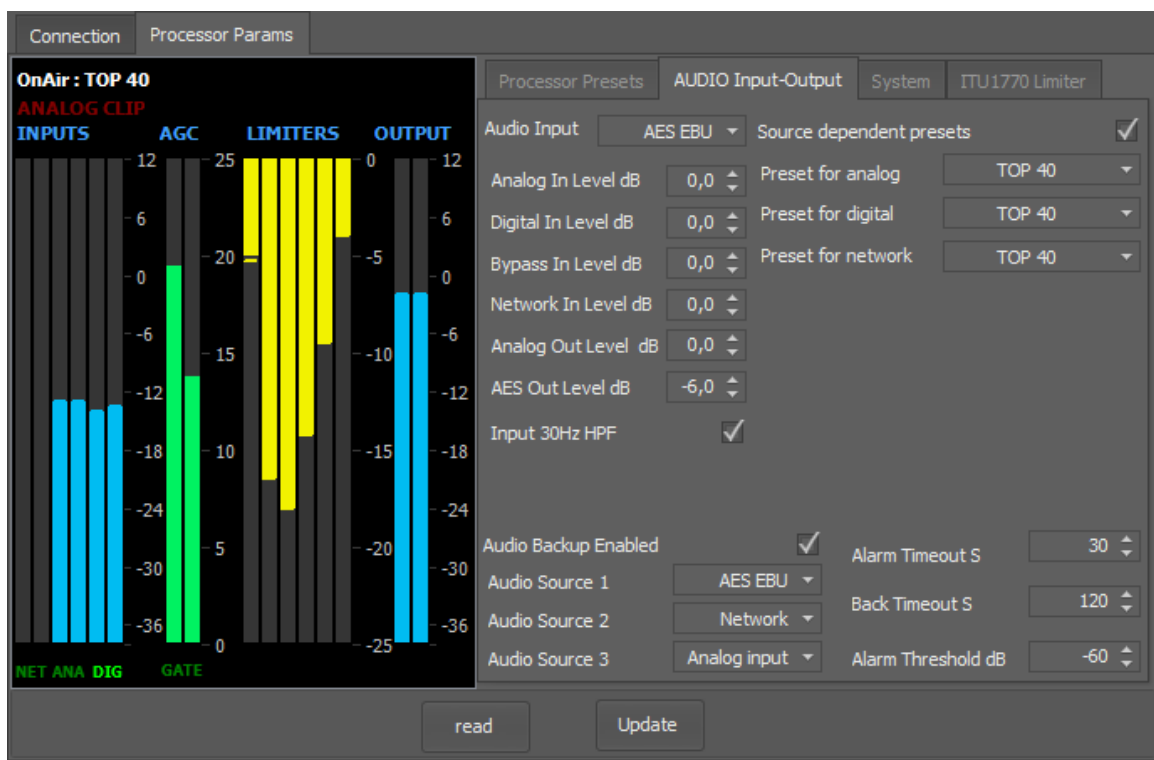 Connection Processor Params
OnAir : TOP 40
ANALOG CLIP
INPUTS AGC LIMITERS OUTPUT
12 25 0 12
6 6
20 -5
0 0
-6 -6
15 -10
-12 -12
-18 10 -15 -18
-24 -24
5 -20
-30 -30
-36 -36
0 -25
NET ANA DIG GATE
Processor Presets AUDIO Input-Output System ITU1770 Limiter
Audio Input AES EBU Source dependent presets
Analog In Level dB 0,0 Preset for analog TOP 40
Digital In Level dB 0,0 Preset for digital TOP 40
Bypass In Level dB 0,0 Preset for network TOP 40
Network In Level dB 0,0
Analog Out Level dB 0,0
AES Out Level dB -6,0
Input 30Hz HPF
Audio Backup Enabled Alarm Timeout S 30
Audio Source 1 AES EBU
Back Timeout S 120
Audio Source 2 Network
Audio Source 3 Analog input Alarm Threshold dB -60
read Update